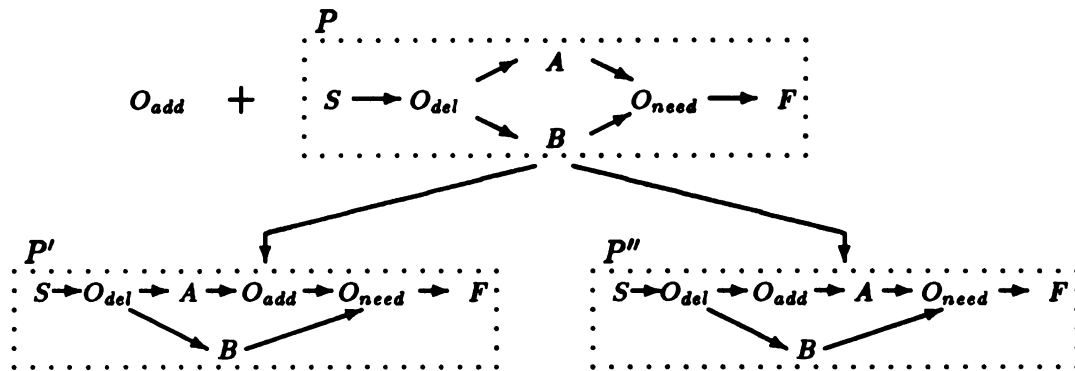 P
A
O_add + S → O_del O_need → F
B
P' P''
S → O_del → A → O_add → O_need → F S → O_del → O_add → A → O_need → F
B B